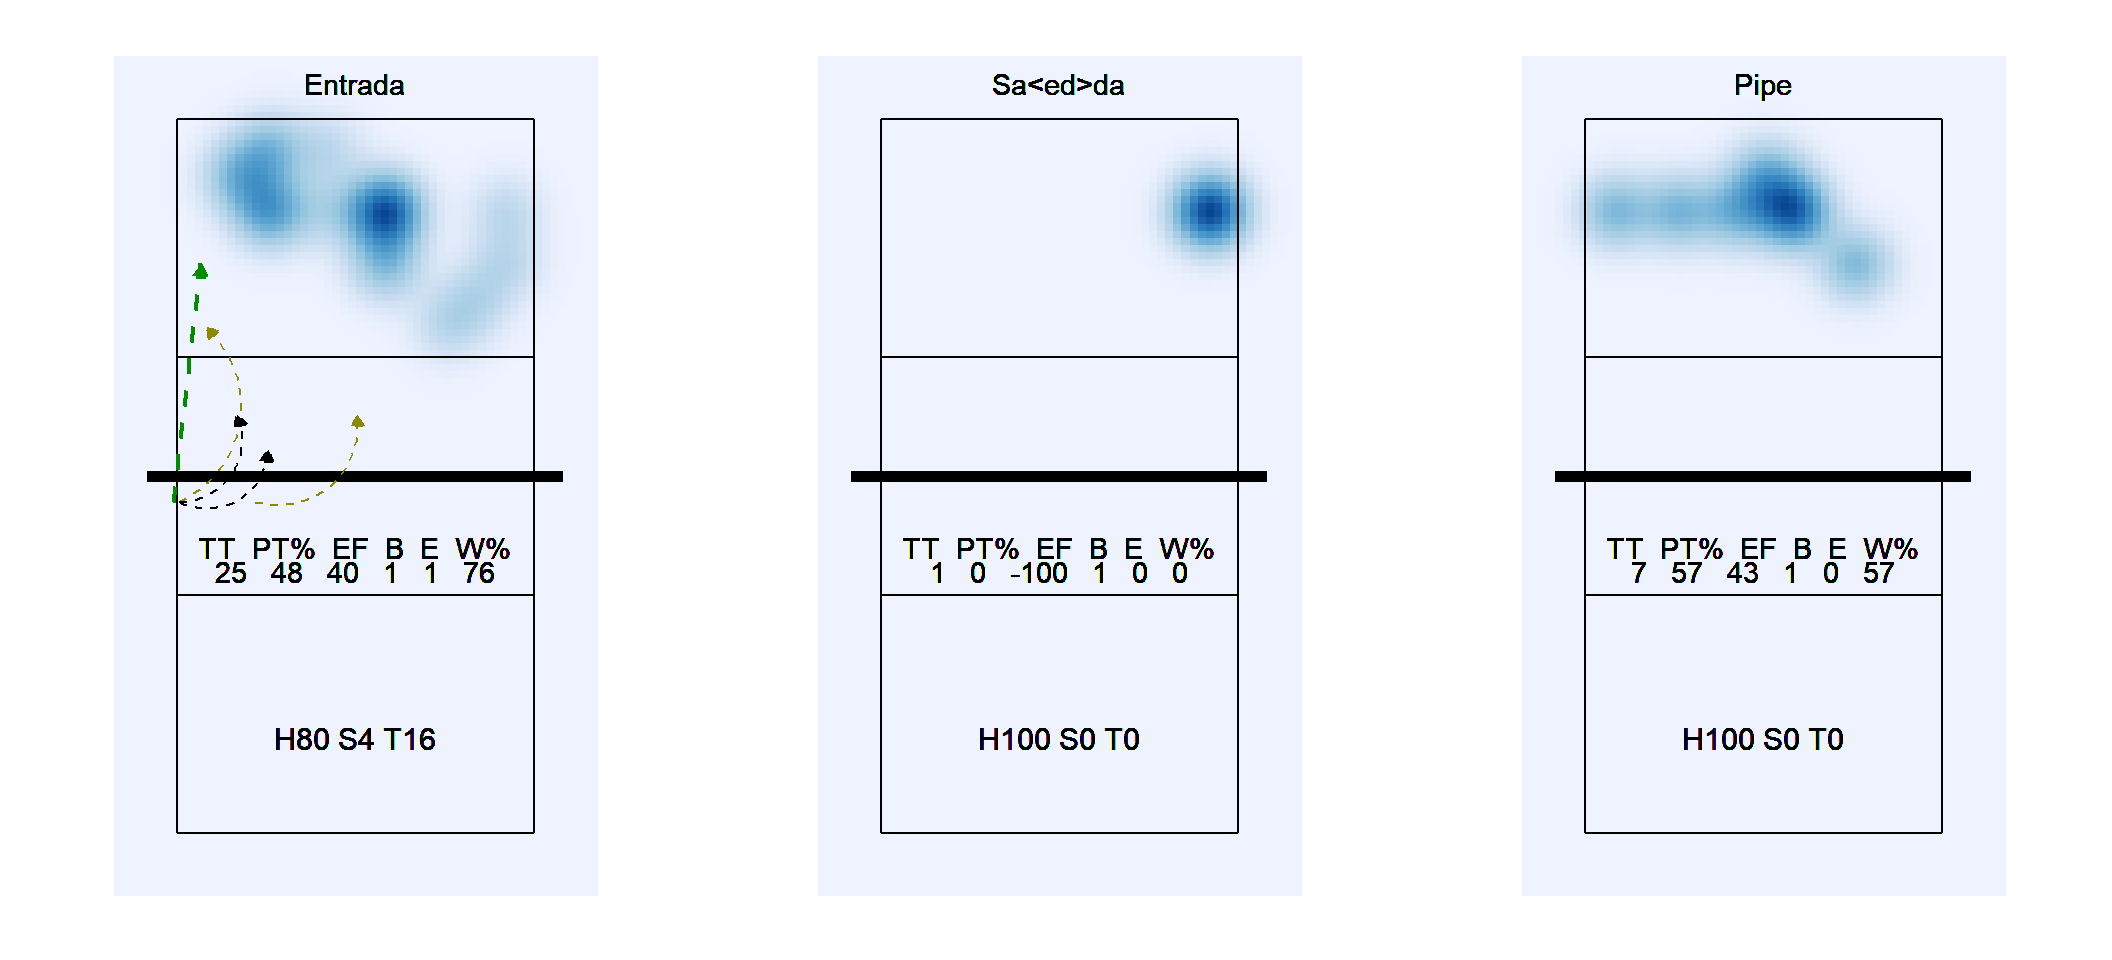 Entrada
TT PT% EF B E W%
25 48 40 1 1 76
H80 S4 T16
Sa<ed>da
TT PT% EF B E W%
1 0 -100 1 0 0
H100 S0 T0
Pipe
TT PT% EF B E W%
7 57 43 1 0 57
H100 S0 T0